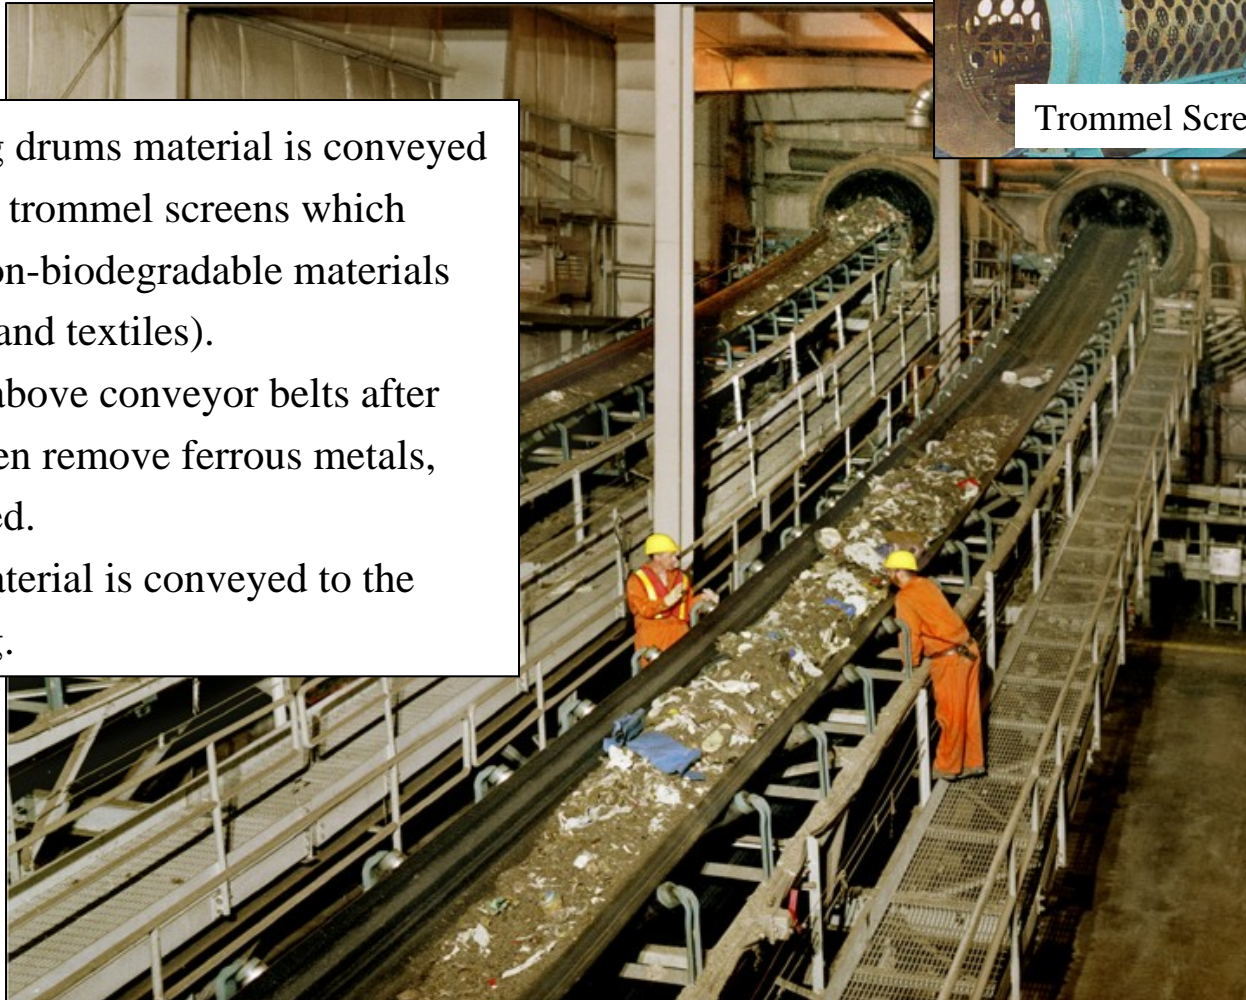 drums material is conveyed
trommel screens which
on-biodegradable materials
and textiles).
above conveyor belts after
en remove ferrous metals,
ed.
aterial is conveyed to the
g.
Trommel Scre